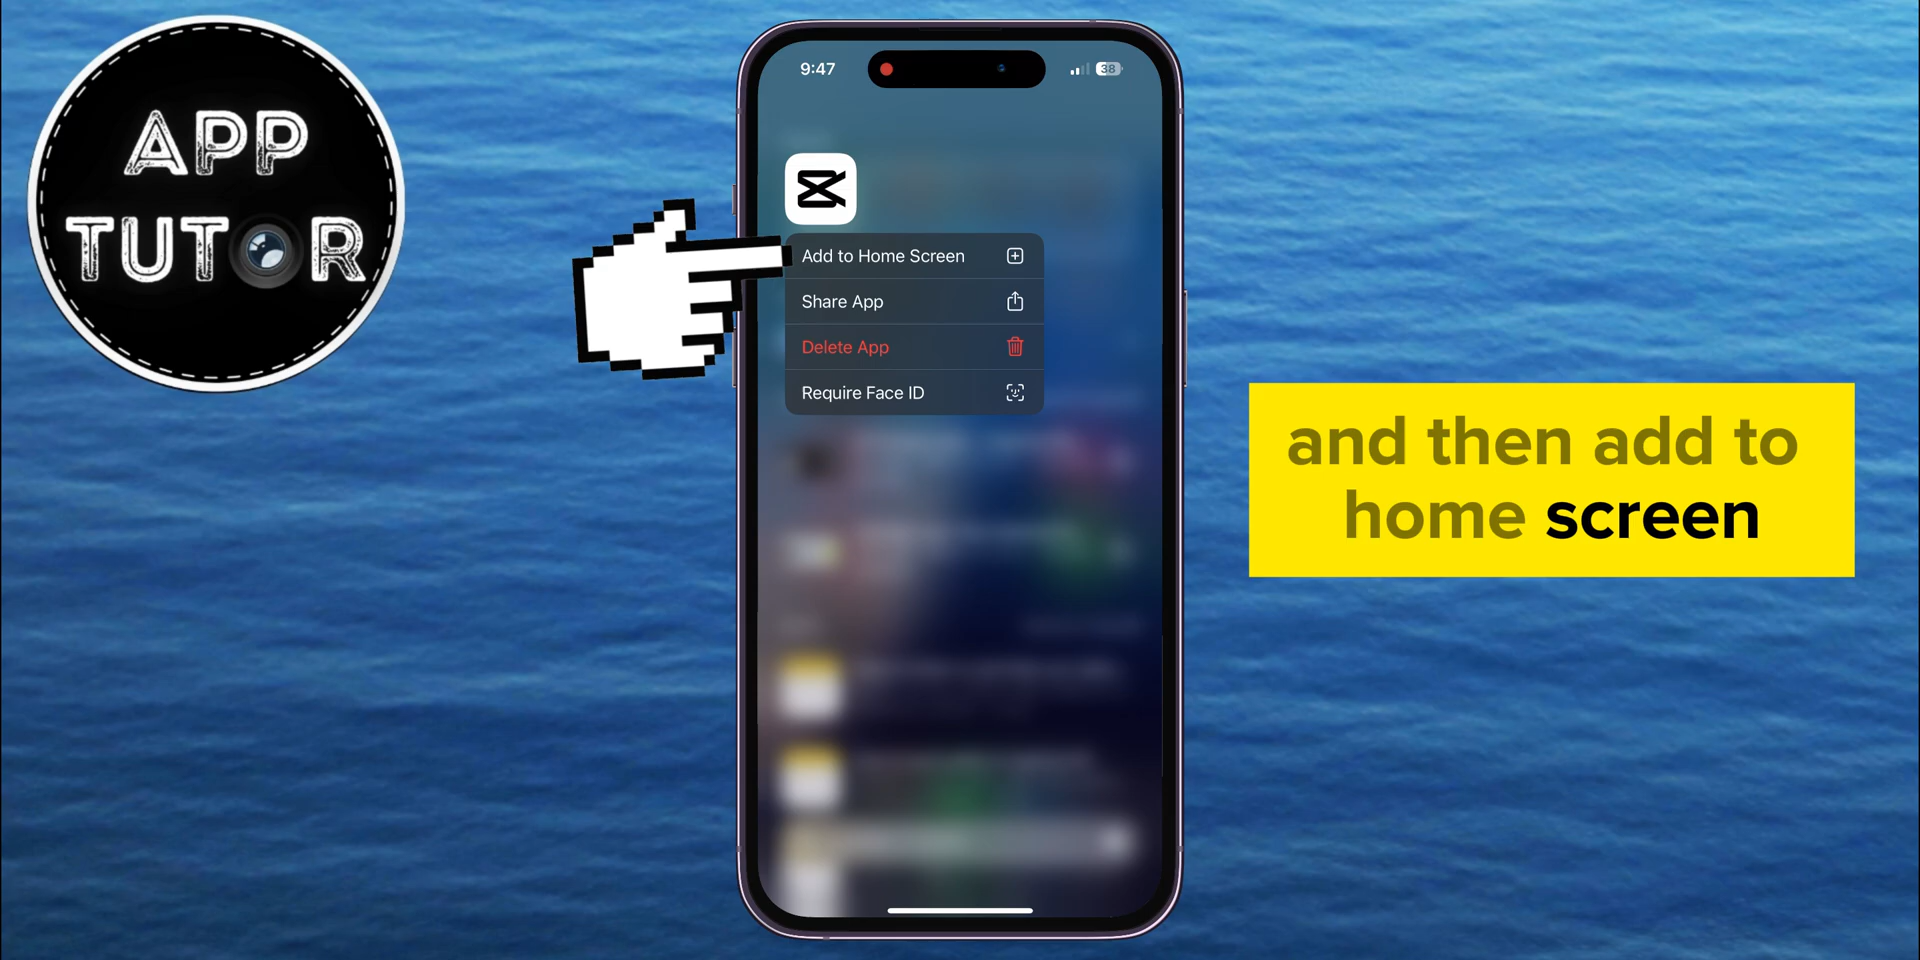 APP
TUTOR
9:47
38
Add to Home Screen
Share App
Delete App
Require Face ID
and then add to
home screen